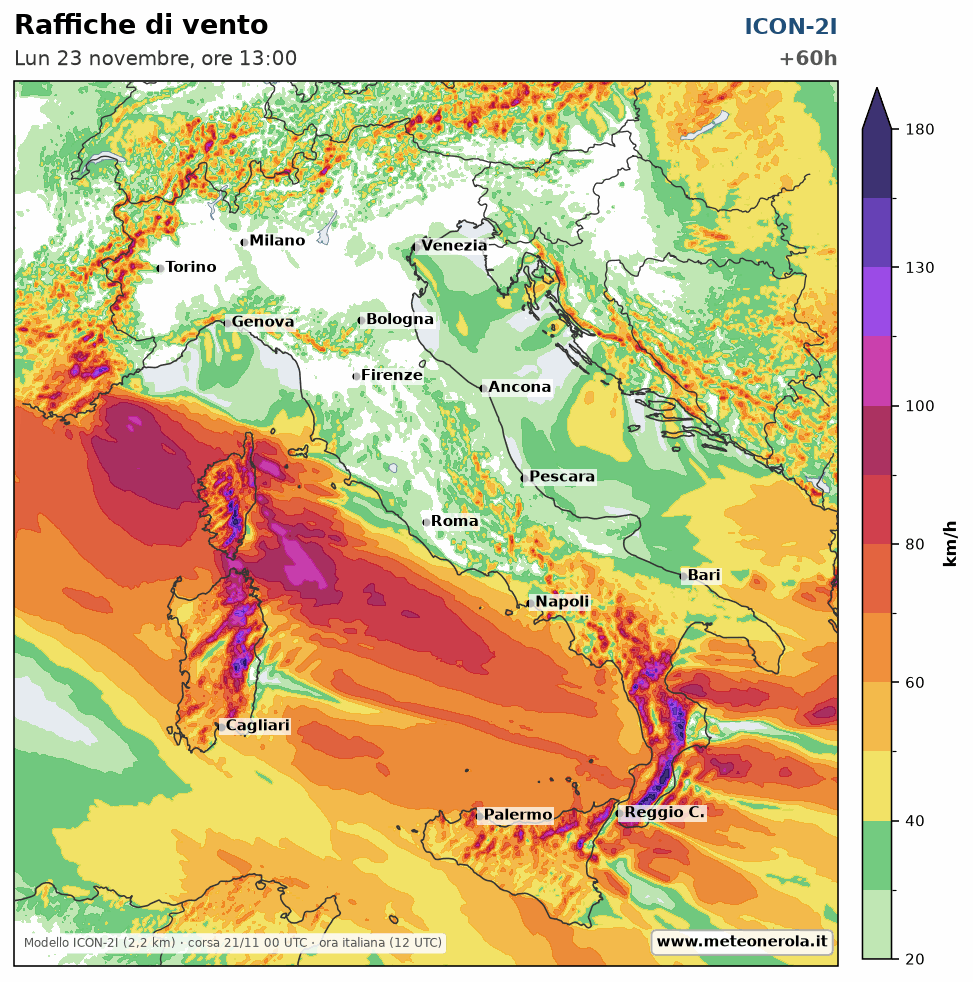 Raffiche di vento
ICON-2I
Lun 23 novembre, ore 13:00
+60h
180
130
100
80
60
40
20
km/h
Milano
Venezia
Torino
Genova
Bologna
Firenze
Ancona
Pescara
Roma
Bari
Napoli
Cagliari
Palermo
Reggio C.
Modello ICON-2I (2,2 km) · corsa 21/11 00 UTC · ora italiana (12 UTC)
www.meteonerola.it